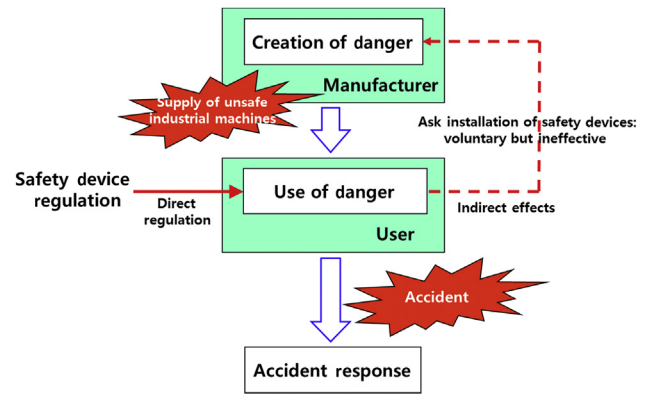 Creation of danger
Manufacturer
Supply of unsafe
industrial machines
Ask installation of safety devices:
voluntary but ineffective
Safety device
regulation
Direct
regulation
Use of danger
User
Indirect effects
Accident
Accident response